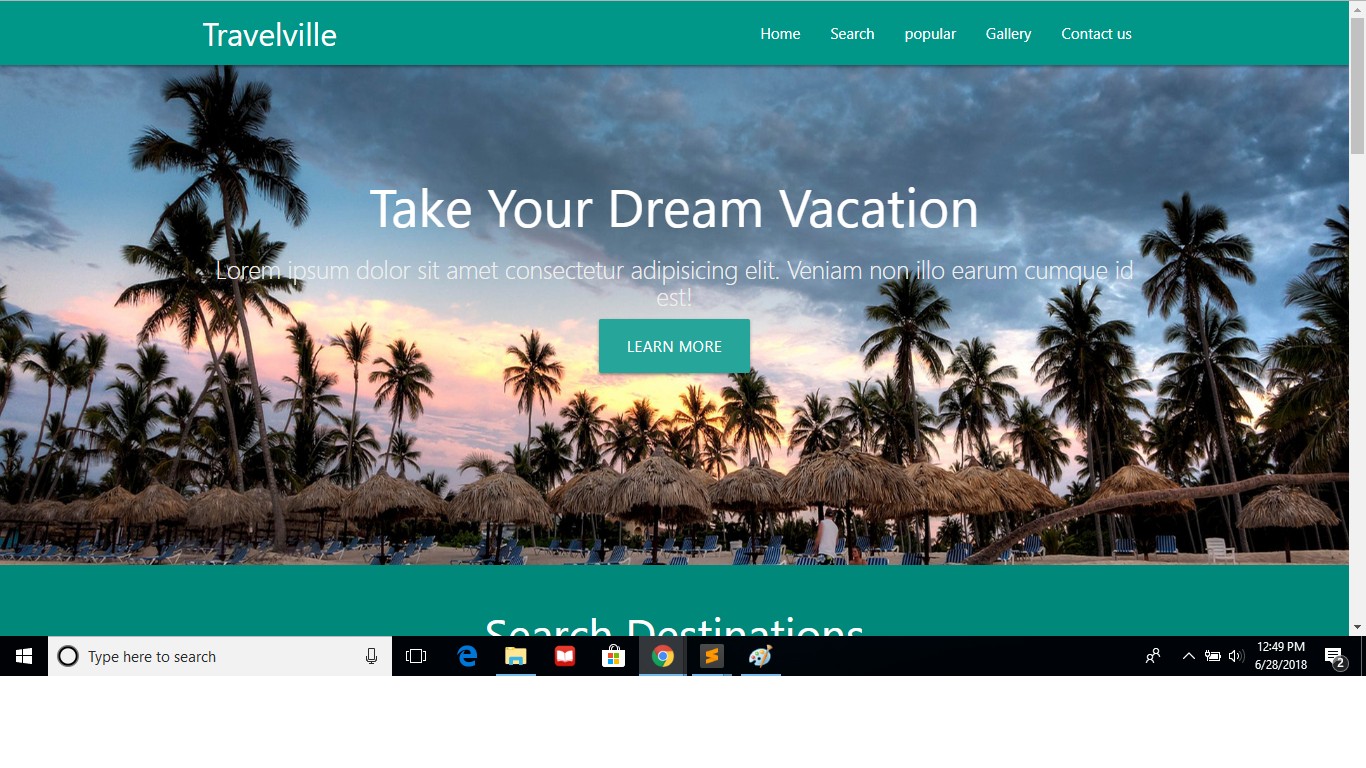 Travelville
Home Search popular Gallery Contact us
Take Your Dream Vacation
Lorem ipsum dolor sit amet consectetur adipisicing elit. Veniam non illo earum cumque id
est!
LEARN MORE
Search Destinations
Type here to search
12:49 PM
6/28/2018
2